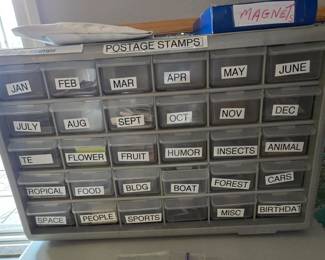 MAGNET
POSTAGE STAMPS
JAN FEB MAR APR MAY JUNE
JULY AUG SEPT OCT NOV DEC
TE FLOWER FRUIT HUMOR INSECTS ANIMAL
ROPICAL FOOD BLDG BOAT FOREST CARS
SPACE PEOPLE SPORTS MISC BIRTHDA